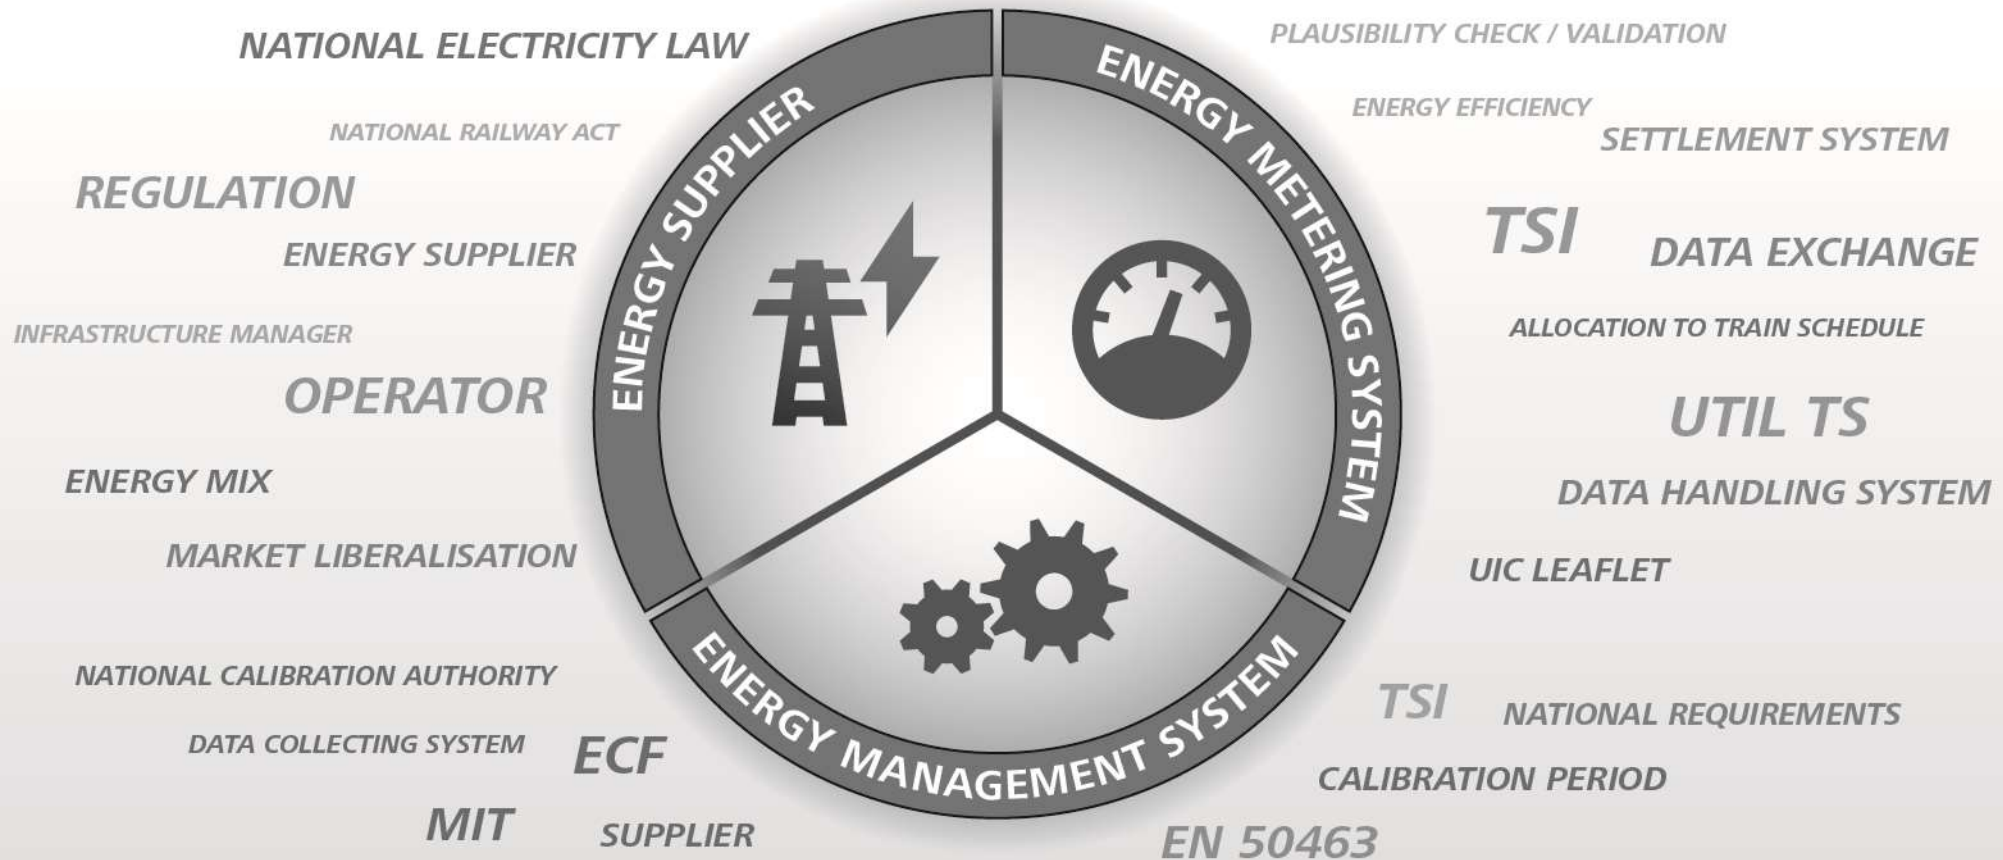 NATIONAL ELECTRICITY LAW
NATIONAL RAILWAY ACT
REGULATION
ENERGY SUPPLIER
INFRASTRUCTURE MANAGER
OPERATOR
ENERGY MIX
MARKET LIBERALISATION
NATIONAL CALIBRATION AUTHORITY
DATA COLLECTING SYSTEM
ECF
MIT
SUPPLIER
ENERGY SUPPLIER
ENERGY METERING SYSTEM
ENERGY MANAGEMENT SYSTEM
PLAUSIBILITY CHECK / VALIDATION
ENERGY EFFICIENCY
SETTLEMENT SYSTEM
TSI
DATA EXCHANGE
ALLOCATION TO TRAIN SCHEDULE
UTIL TS
DATA HANDLING SYSTEM
UIC LEAFLET
TSI
NATIONAL REQUIREMENTS
CALIBRATION PERIOD
EN 50463